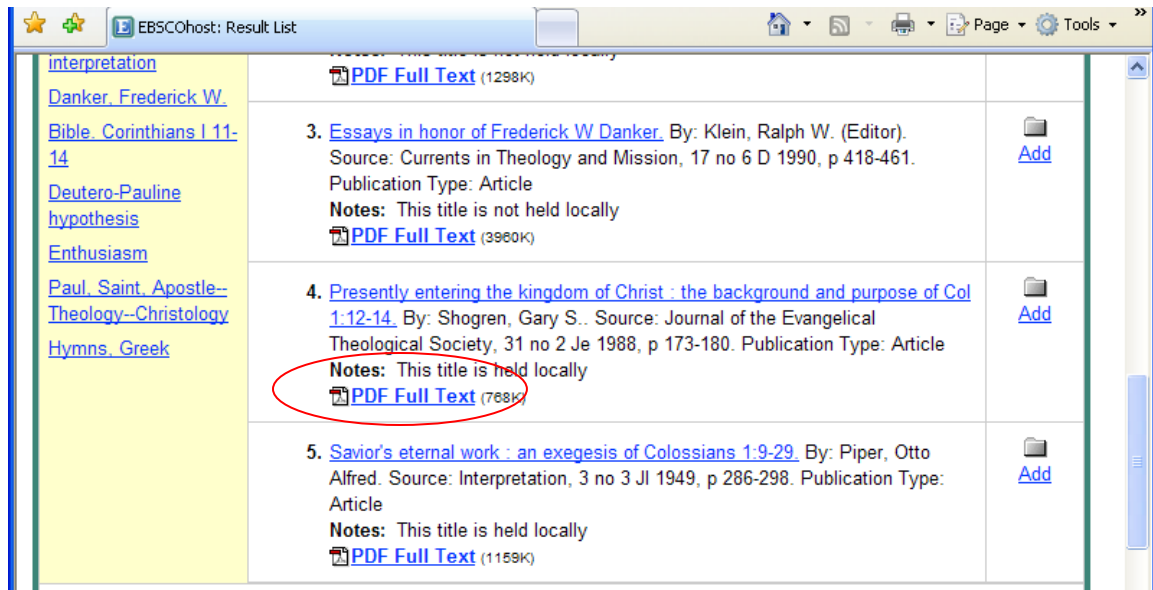 EBSCOhost: Result List
Page
Tools
»
interpretation
Danker, Frederick W.
Bible. Corinthians I 11-
14
Deutero-Pauline
hypothesis
Enthusiasm
Paul, Saint, Apostle--
Theology--Christology
Hymns, Greek
Notes: This title is not held locally
PDF Full Text (1298K)
3. Essays in honor of Frederick W Danker. By: Klein, Ralph W. (Editor).
Source: Currents in Theology and Mission, 17 no 6 D 1990, p 418-461.
Publication Type: Article
Notes: This title is not held locally
PDF Full Text (3960K)
Add
4. Presently entering the kingdom of Christ : the background and purpose of Col
1:12-14. By: Shogren, Gary S.. Source: Journal of the Evangelical
Theological Society, 31 no 2 Je 1988, p 173-180. Publication Type: Article
Notes: This title is held locally
PDF Full Text (768K)
Add
5. Savior's eternal work : an exegesis of Colossians 1:9-29. By: Piper, Otto
Alfred. Source: Interpretation, 3 no 3 Jl 1949, p 286-298. Publication Type:
Article
Notes: This title is held locally
PDF Full Text (1159K)
Add